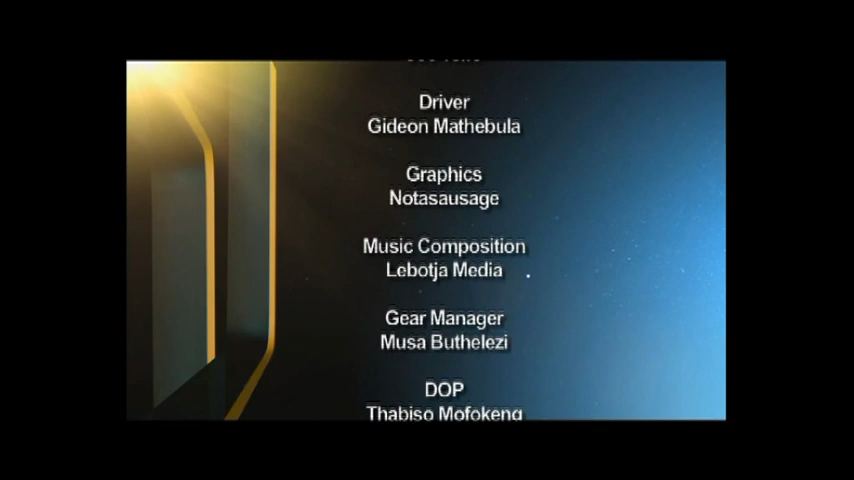 Driver
Gideon Mathebula
Graphics
Notasausage
Music Composition
Lebotja Media
Gear Manager
Musa Buthelezi
DOP
Thabiso Mofokeng